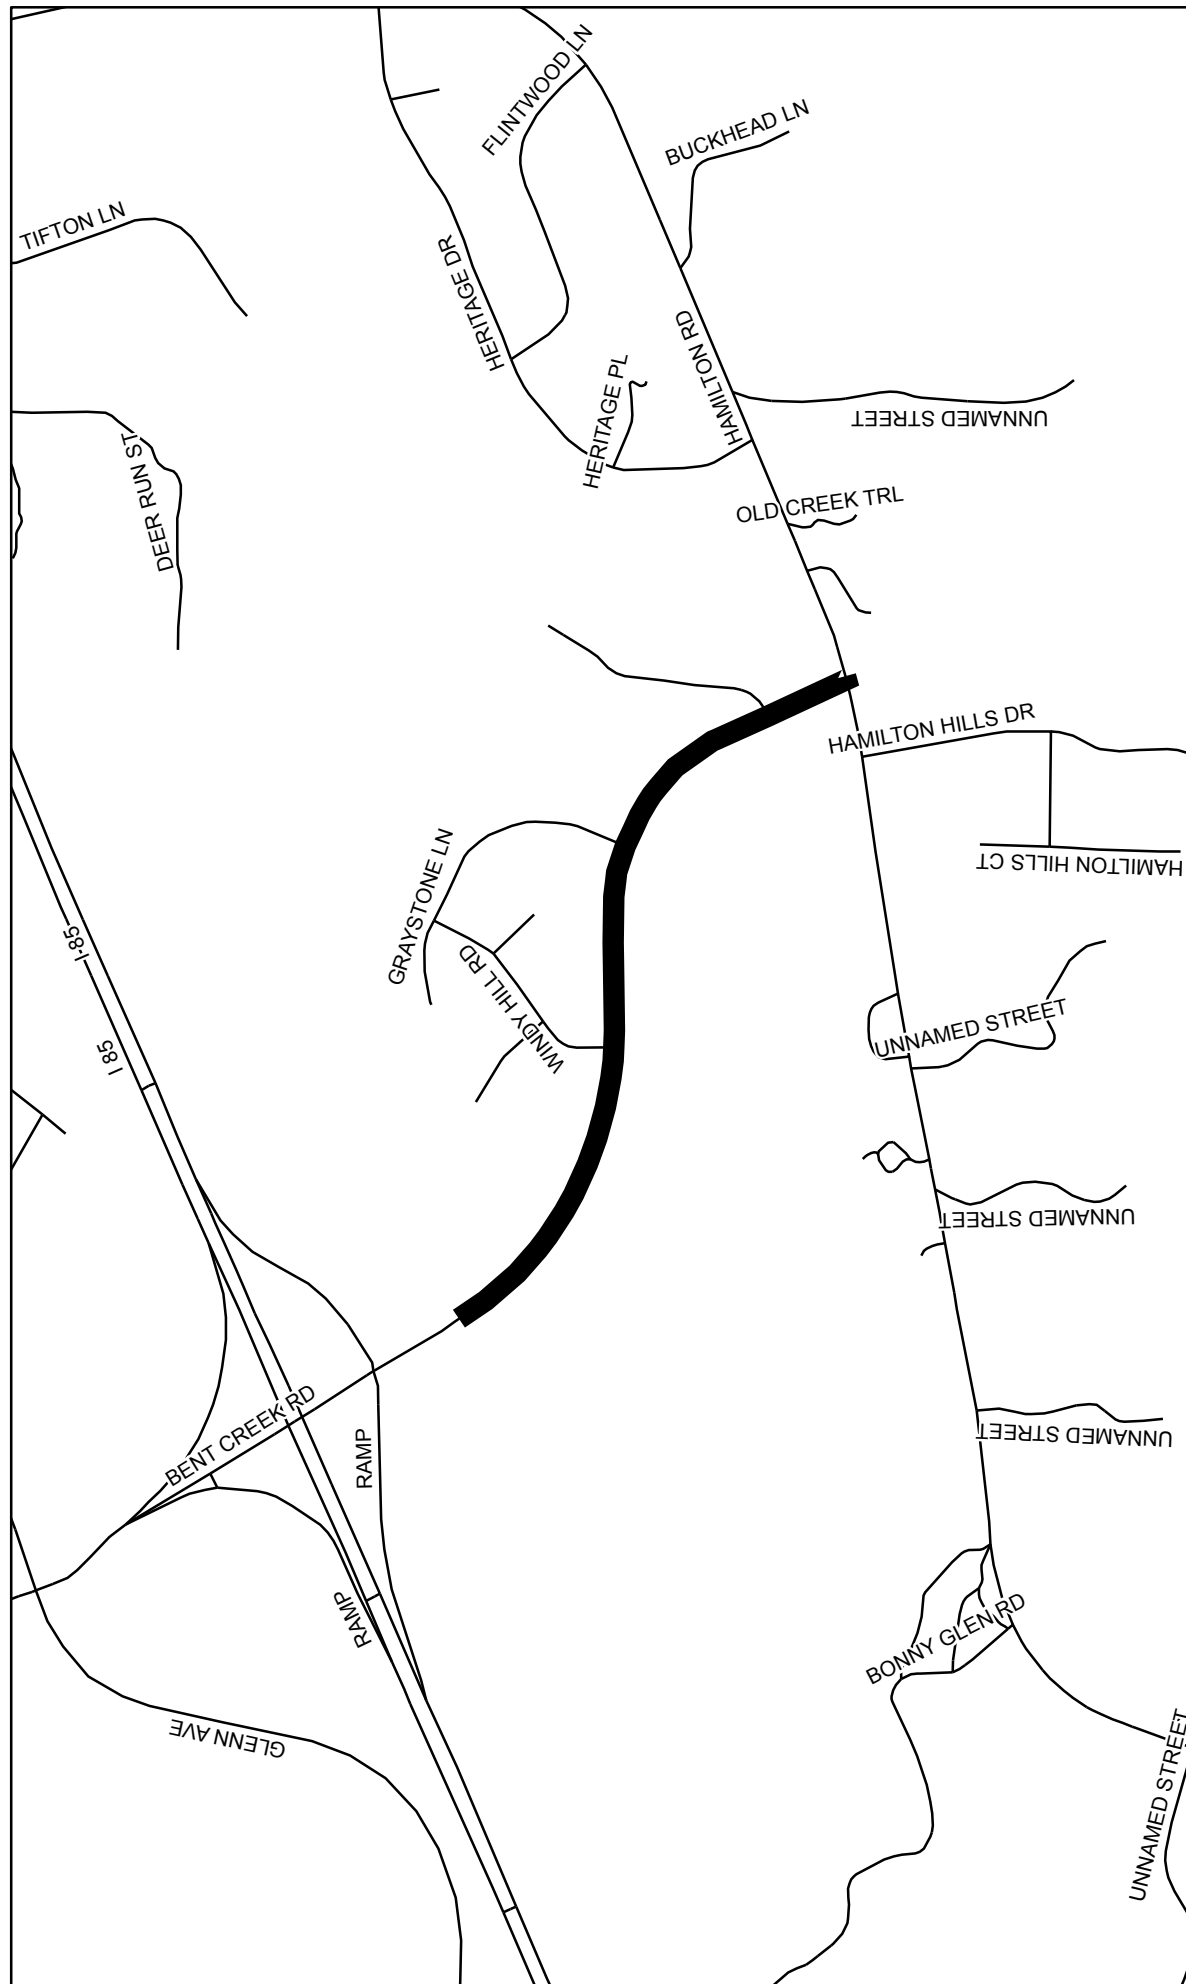 FLINTWOOD LN
BUCKHEAD LN
TIFTON LN
HERITAGE DR
HAMILTON RD
HERITAGE PL
UNNAMED STREET
DEER RUN ST
OLD CREEK TRL
HAMILTON HILLS DR
HAMILTON HILLS CT
GRAYSTONE LN
WINDY HILL RD
I-85
I 85
UNNAMED STREET
UNNAMED STREET
BENT CREEK RD
RAMP
UNNAMED STREET
RAMP
BONNY GLEN RD
GLENN AVE
UNNAMED STREET